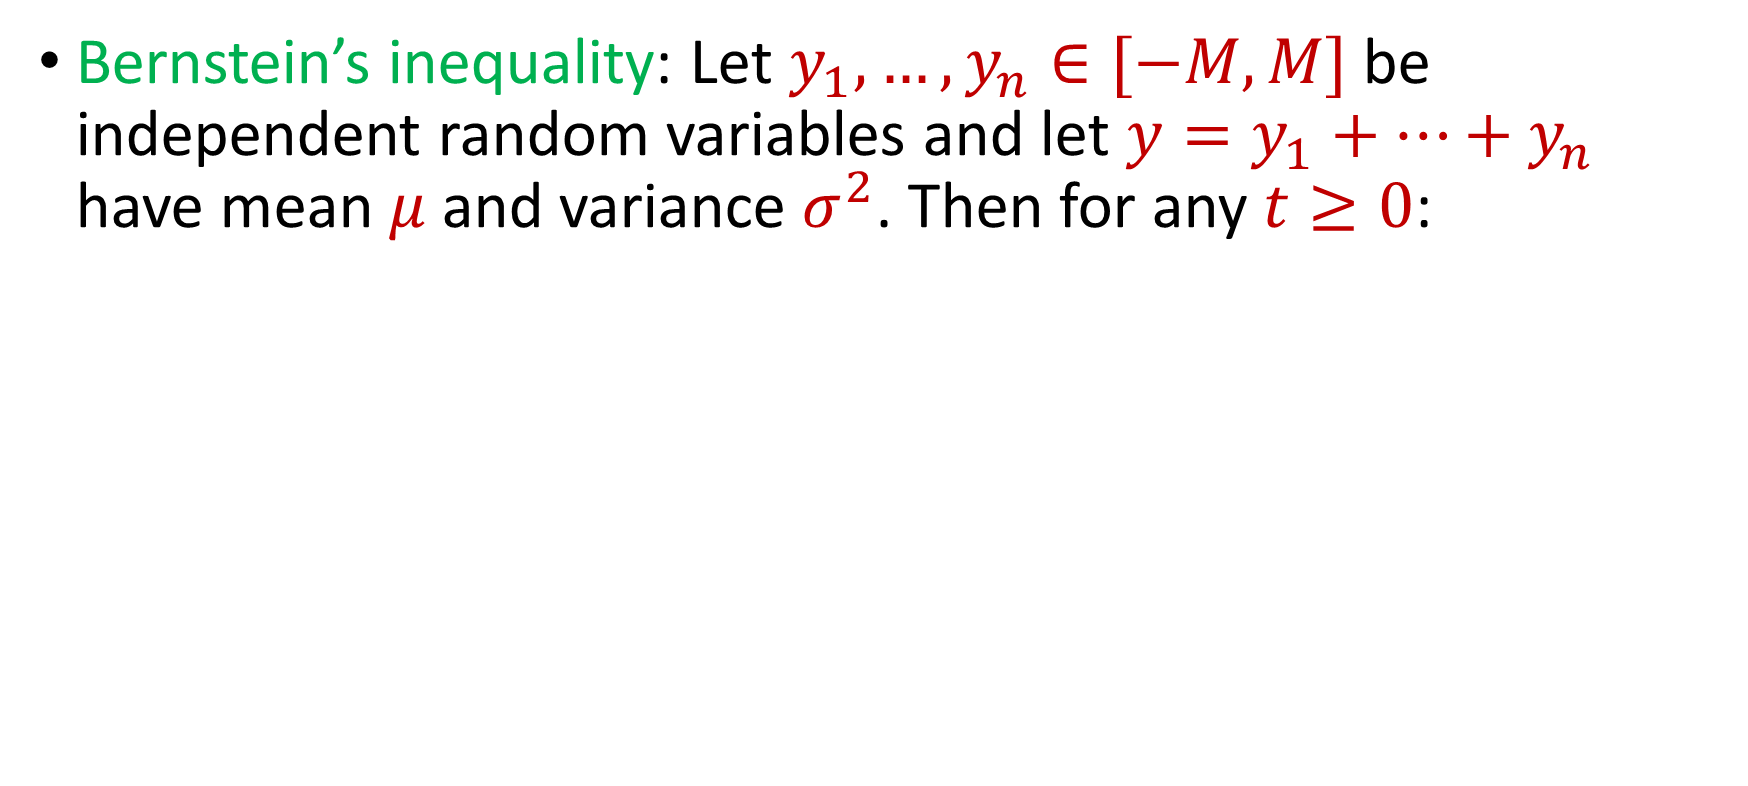 • Bernstein’s inequality: Let y₁, … , yₙ ∈ [−M, M] be
independent random variables and let y = y₁ + ⋯ + yₙ
have mean μ and variance σ². Then for any t ≥ 0: